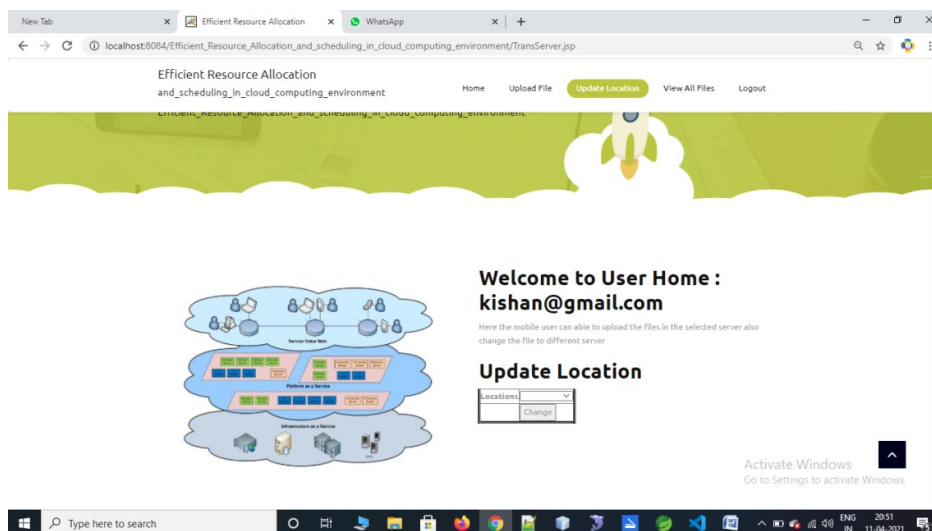 New Tab
Efficient Resource Allocation
WhatsApp
localhost:8084/Efficient_Resource_Allocation_and_scheduling_in_cloud_computing_environment/TransServer.jsp
Efficient Resource Allocation
and_scheduling_in_cloud_computing_environment
Home Upload File Update Location View All Files Logout
Efficient_Resource_Allocation_and_scheduling_in_cloud_computing_environment
Service Value Nets
Platform as a Service
Infrastructure as a Service
Welcome to User Home :
kishan@gmail.com
Here the mobile user can able to upload the files in the selected server also
change the file to different server
Update Location
Locations
Change
Activate Windows
Go to Settings to activate Windows.
Type here to search
ENG 20:51
IN 11-04-2021